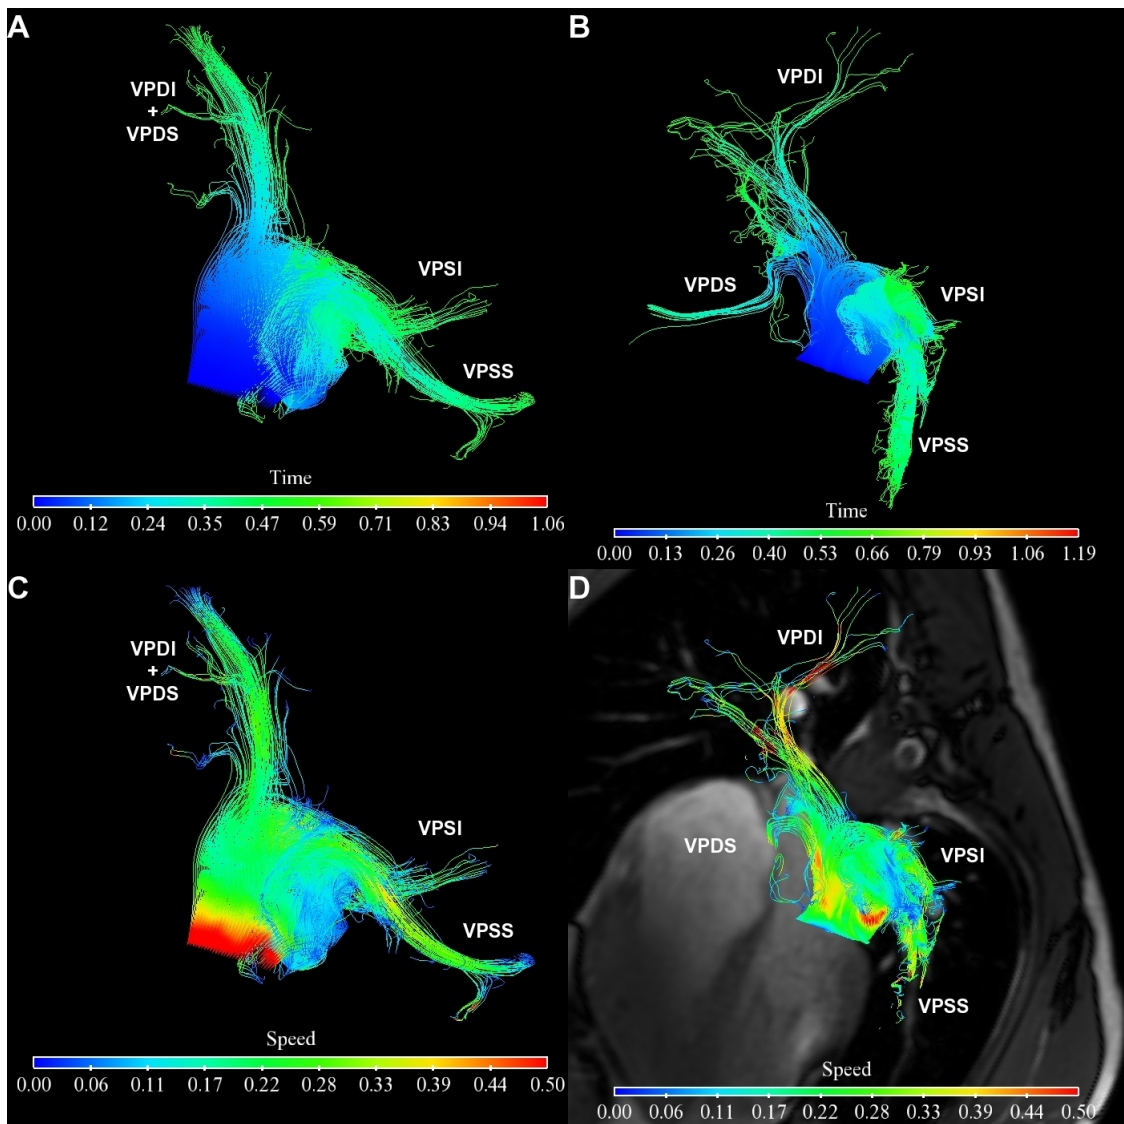 A
VPDI
+
VPDS
VPSI
VPSS
Time
0.00 0.12 0.24 0.35 0.47 0.59 0.71 0.83 0.94 1.06
B
VPDI
VPDS
VPSI
VPSS
Time
0.00 0.13 0.26 0.40 0.53 0.66 0.79 0.93 1.06 1.19
C
VPDI
+
VPDS
VPSI
VPSS
Speed
0.00 0.06 0.11 0.17 0.22 0.28 0.33 0.39 0.44 0.50
D
VPDI
VPDS
VPSI
VPSS
Speed
0.00 0.06 0.11 0.17 0.22 0.28 0.33 0.39 0.44 0.50